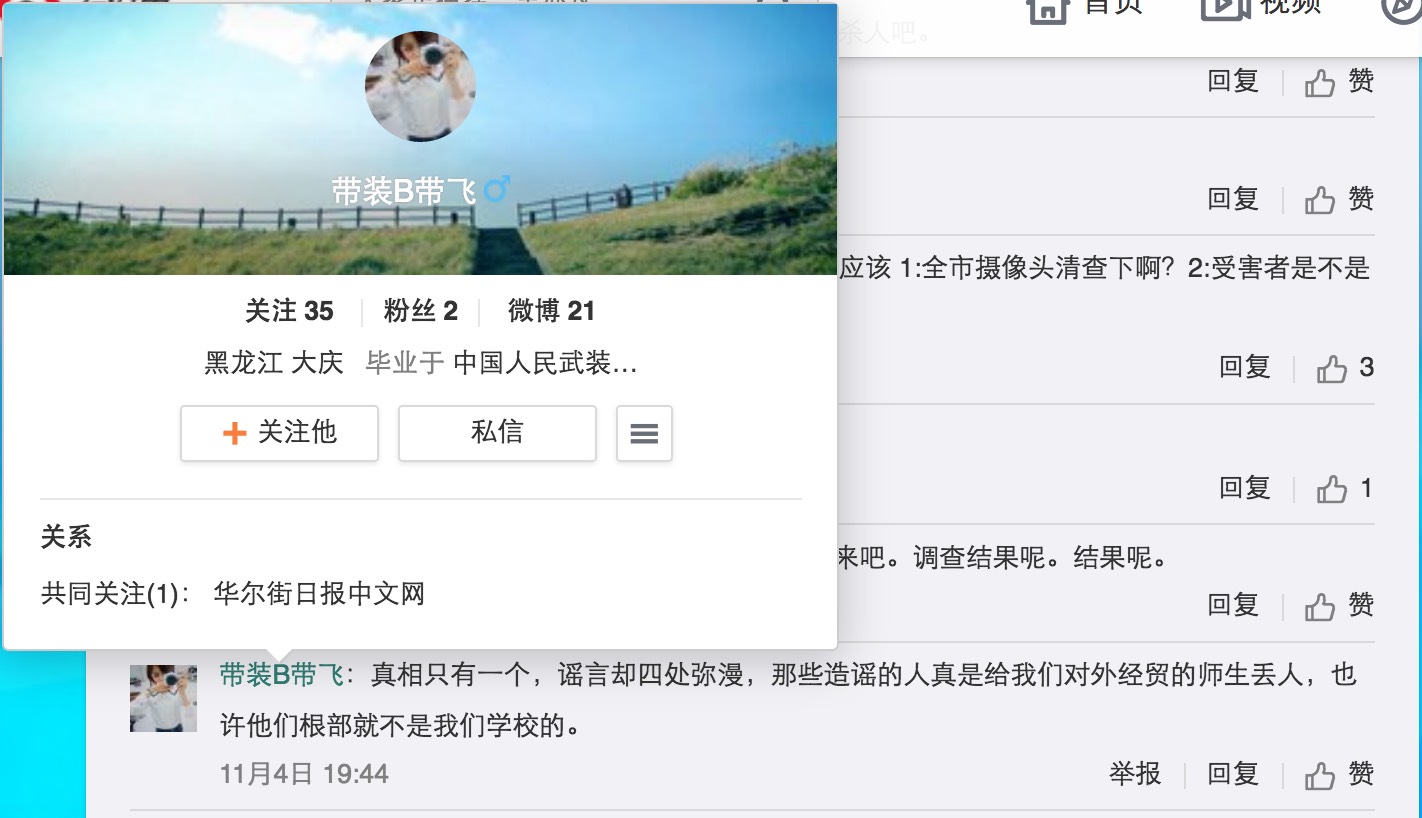 首页
视频
杀人吧。
带装B带飞
关注 35
粉丝 2
微博 21
黑龙江 大庆 毕业于 中国人民武装...
+ 关注他
私信
关系
共同关注(1)： 华尔街日报中文网
回复
赞
回复
赞
应该 1:全市摄像头清查下啊？2:受害者是不是
回复
3
回复
1
来吧。调查结果呢。结果呢。
回复
赞
带装B带飞：真相只有一个，谣言却四处弥漫，那些造谣的人真是给我们对外经贸的师生丢人，也
许他们根部就不是我们学校的。
11月4日 19:44
举报
回复
赞